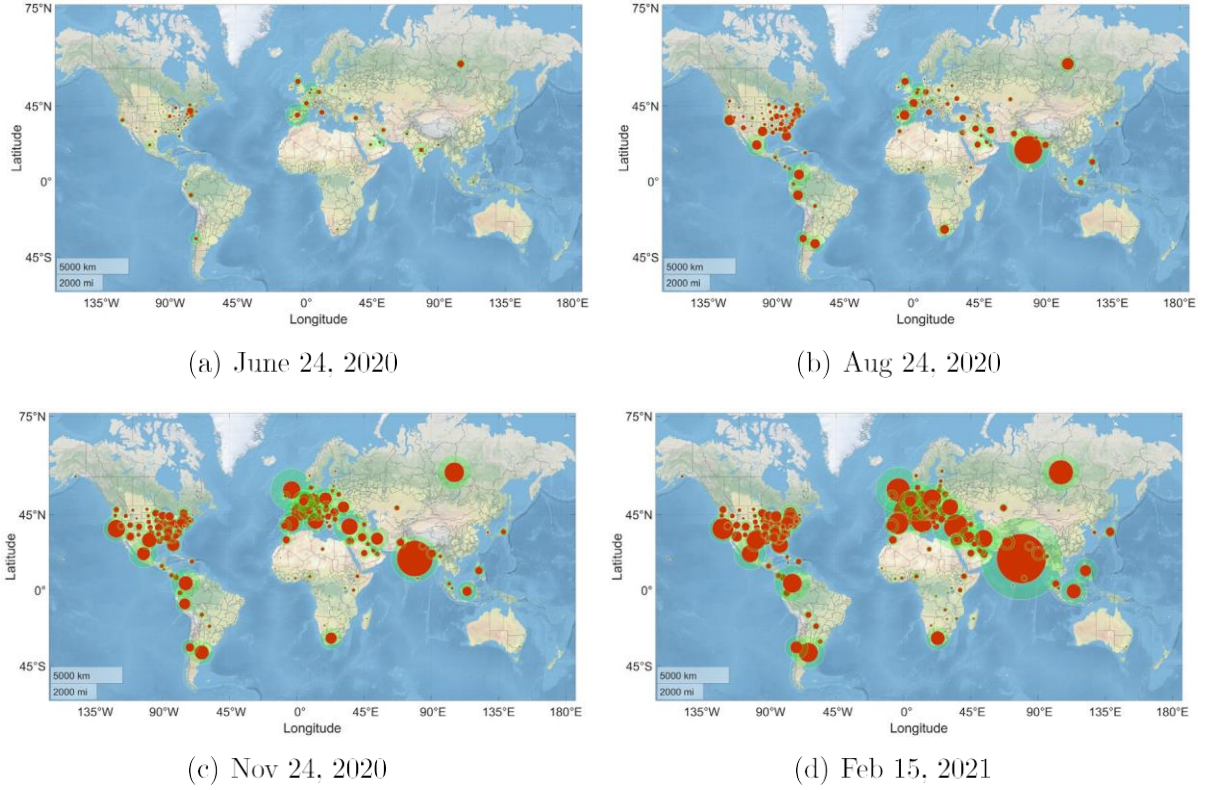 75°N
45°N
0°
45°S
Latitude
5000 km
2000 mi
135°W 90°W 45°W 0° 45°E 90°E 135°E 180°E
Longitude
(a) June 24, 2020
75°N
45°N
0°
45°S
Latitude
5000 km
2000 mi
135°W 90°W 45°W 0° 45°E 90°E 135°E 180°E
Longitude
(b) Aug 24, 2020
75°N
45°N
0°
45°S
Latitude
5000 km
2000 mi
135°W 90°W 45°W 0° 45°E 90°E 135°E 180°E
Longitude
(c) Nov 24, 2020
75°N
45°N
0°
45°S
Latitude
5000 km
2000 mi
135°W 90°W 45°W 0° 45°E 90°E 135°E 180°E
Longitude
(d) Feb 15, 2021